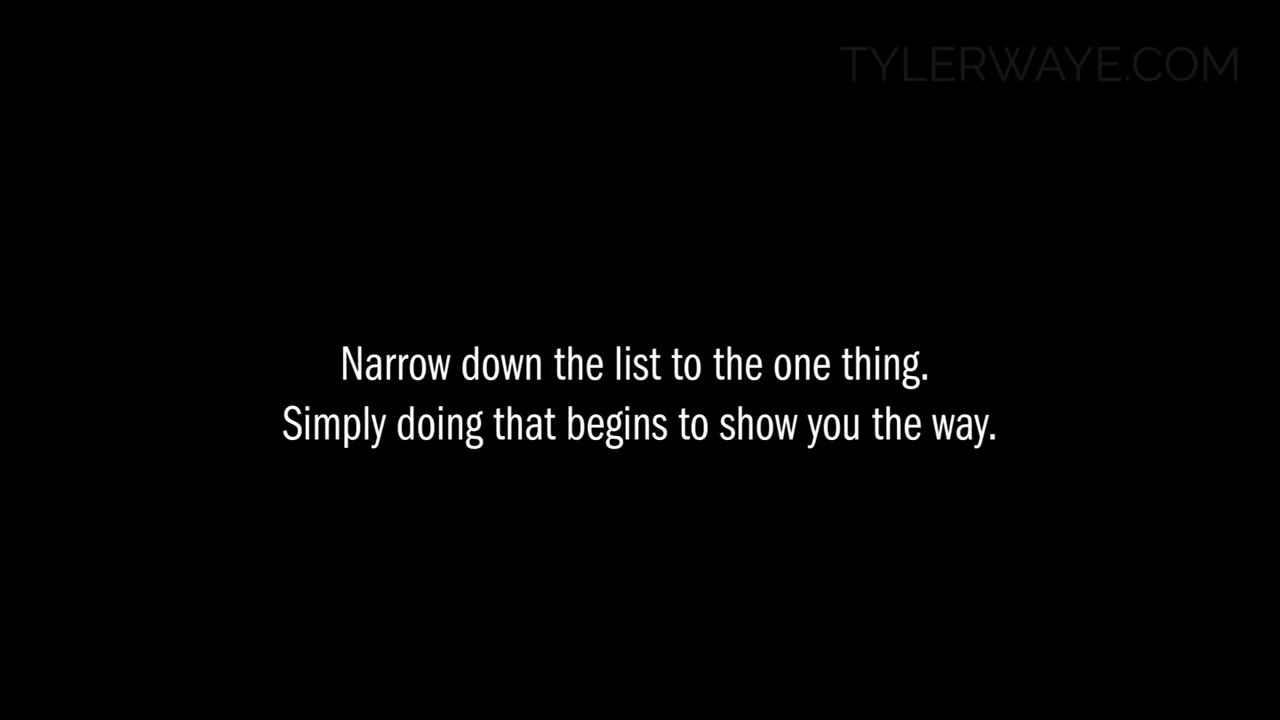 TYLERWAYE.COM
Narrow down the list to the one thing.
Simply doing that begins to show you the way.